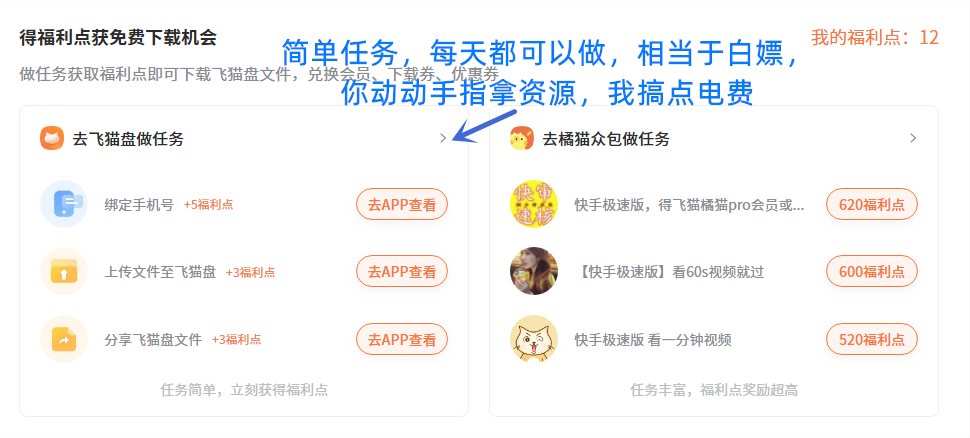 得福利点获免费下载机会
我的福利点：12
简单任务，每天都可以做，相当于白嫖，
做任务获取福利点即可下载飞猫盘文件，兑换会员、下载券、优惠券
你动动手指拿资源，我搞点电费
去飞猫盘做任务
绑定手机号 +5福利点 去APP查看
上传文件至飞猫盘 +3福利点 去APP查看
分享飞猫盘文件 +3福利点 去APP查看
任务简单，立刻获得福利点
去橘猫众包做任务
快审
速核
快手极速版，得飞猫橘猫pro会员或... 620福利点
【快手极速版】看60s视频就过 600福利点
快手极速版 看一分钟视频 520福利点
任务丰富，福利点奖励超高